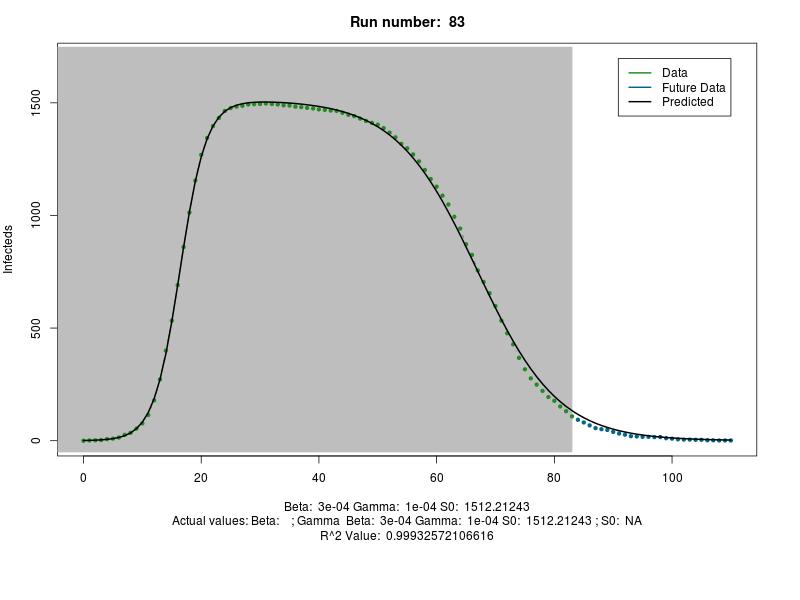 Run number: 83
Data
Future Data
Predicted
Infecteds
1500
1000
500
0
0 20 40 60 80 100
Beta: 3e-04 Gamma: 1e-04 S0: 1512.21243
Actual values: Beta: ; Gamma Beta: 3e-04 Gamma: 1e-04 S0: 1512.21243 ; S0: NA
R^2 Value: 0.99932572106616